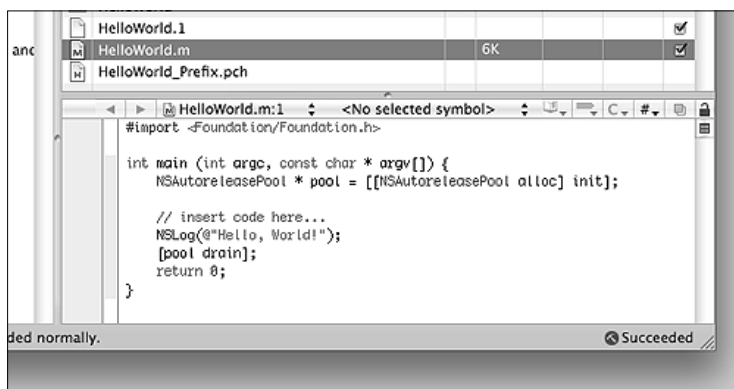 HelloWorld.1
and
HelloWorld.m 6K
HelloWorld_Prefix.pch
HelloWorld.m:1 <No selected symbol> C #
#import <Foundation/Foundation.h>
int main (int argc, const char * argv[]) {
NSAutoreleasePool * pool = [[NSAutoreleasePool alloc] init];
// insert code here...
NSLog(@"Hello, World!");
[pool drain];
return 0;
}
ded normally. Succeeded